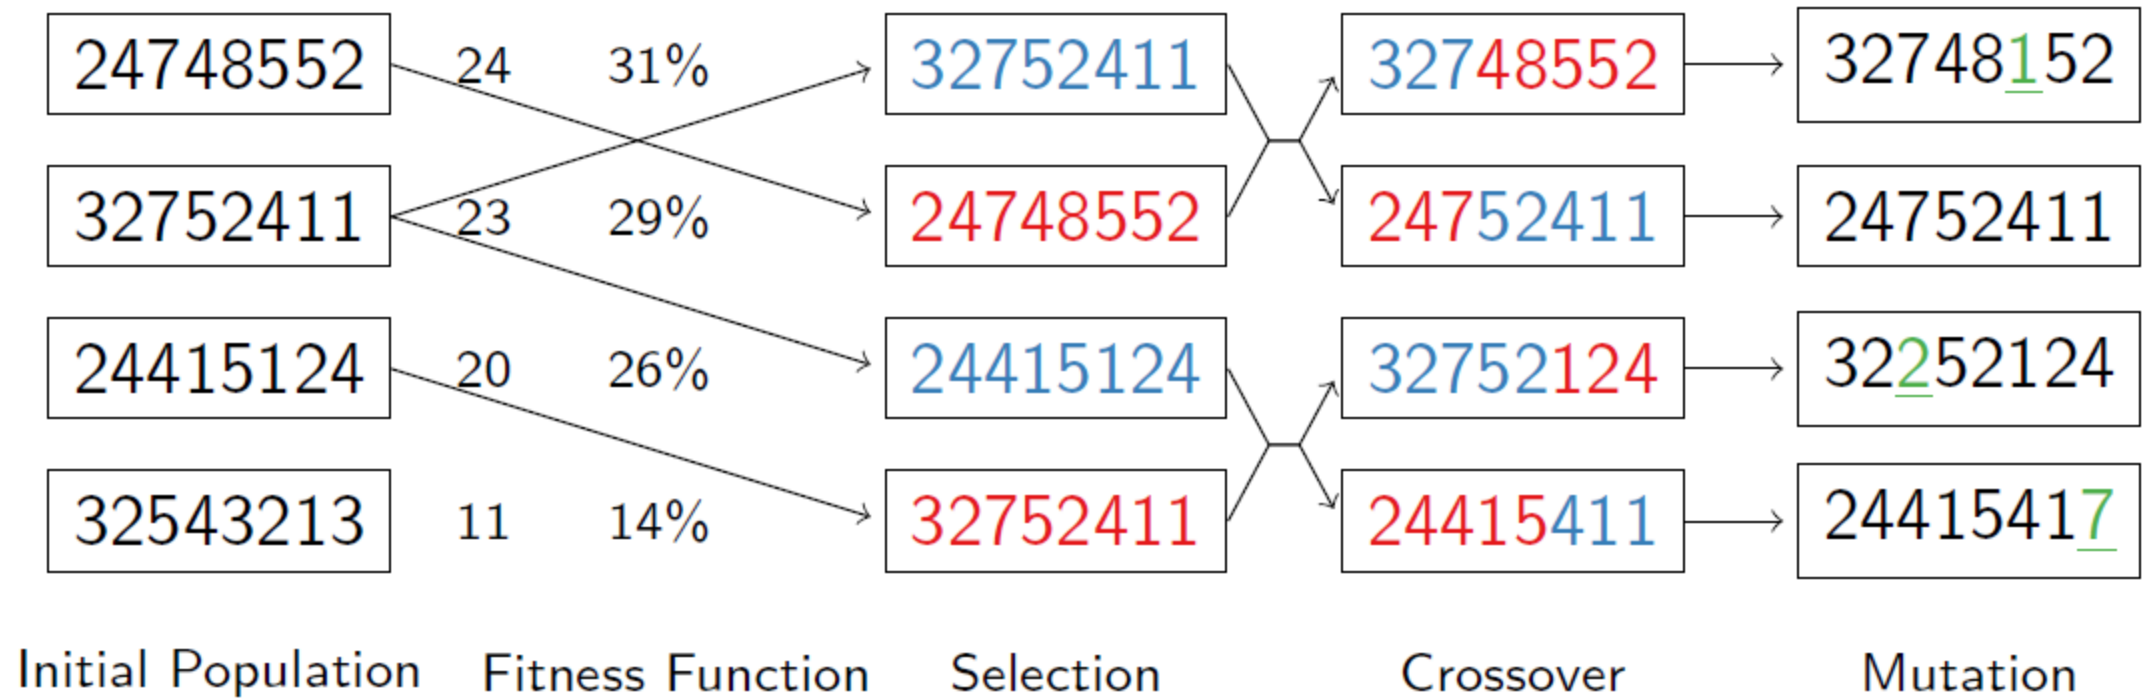 24748552 24 31% 32752411 32748552 32748152
32752411 23 29% 24748552 24752411 24752411
24415124 20 26% 24415124 32752124 32252124
32543213 11 14% 32752411 24415411 24415417
Initial Population Fitness Function Selection Crossover Mutation